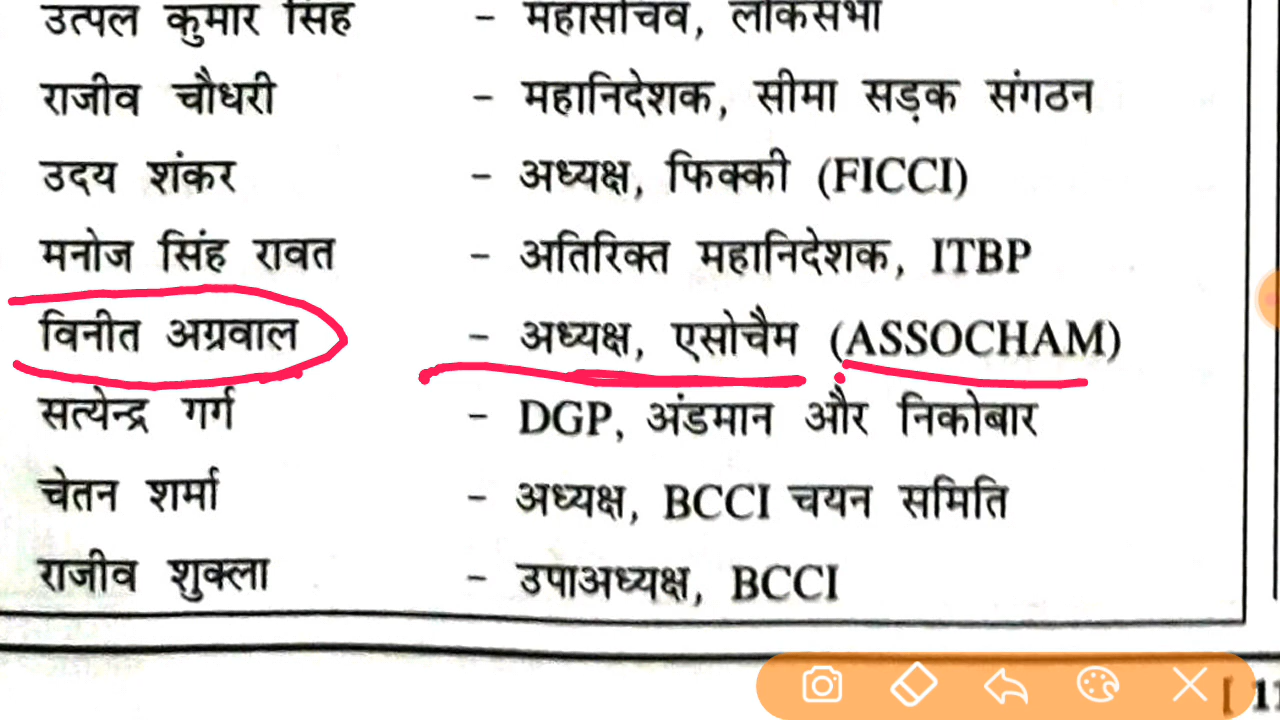 उत्पल कुमार सिंह - महासचिव, लोकसभा
राजीव चौधरी - महानिदेशक, सीमा सड़क संगठन
उदय शंकर - अध्यक्ष, फिक्की (FICCI)
मनोज सिंह रावत - अतिरिक्त महानिदेशक, ITBP
विनीत अग्रवाल - अध्यक्ष, एसोचैम (ASSOCHAM)
सत्येन्द्र गर्ग - DGP, अंडमान और निकोबार
चेतन शर्मा - अध्यक्ष, BCCI चयन समिति
राजीव शुक्ला - उपाअध्यक्ष, BCCI